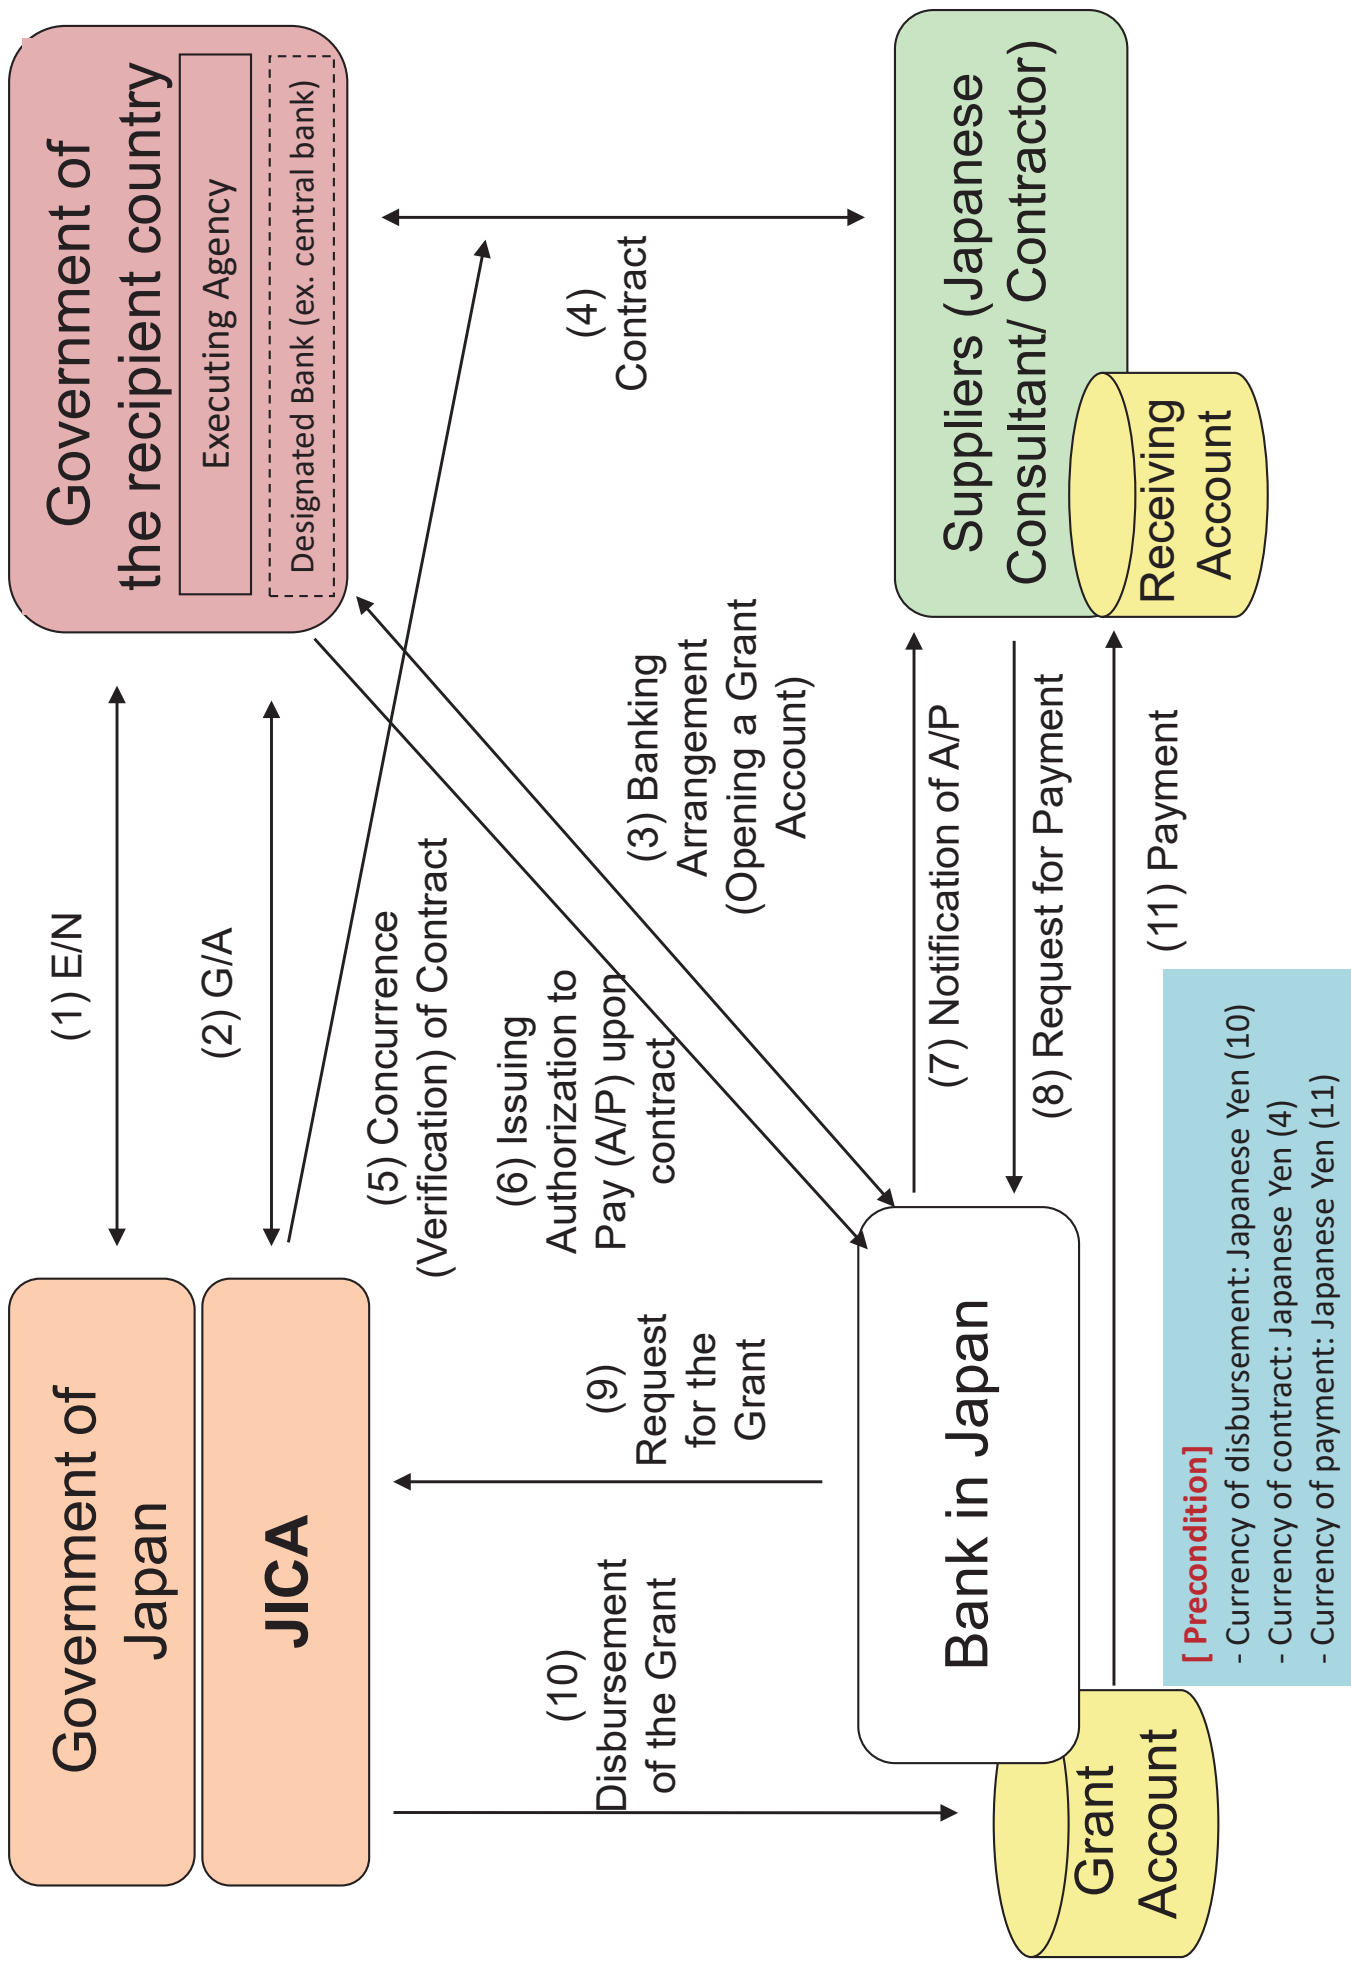 Government of
Japan
JICA
(1) E/N
(2) G/A
Government of
the recipient country
Executing Agency
Designated Bank (ex. central bank)
(5) Concurrence
(Verification) of Contract
(6) Issuing
Authorization to
Pay (A/P) upon
contract
(3) Banking
Arrangement
(Opening a Grant
Account)
(4)
Contract
(9)
Request
for the
Grant
(10)
Disbursement
of the Grant
Bank in Japan
Grant
Account
(7) Notification of A/P
(8) Request for Payment
(11) Payment
Suppliers (Japanese
Consultant/ Contractor)
Receiving
Account
[ Precondition]
- Currency of disbursement: Japanese Yen (10)
- Currency of contract: Japanese Yen (4)
- Currency of payment: Japanese Yen (11)